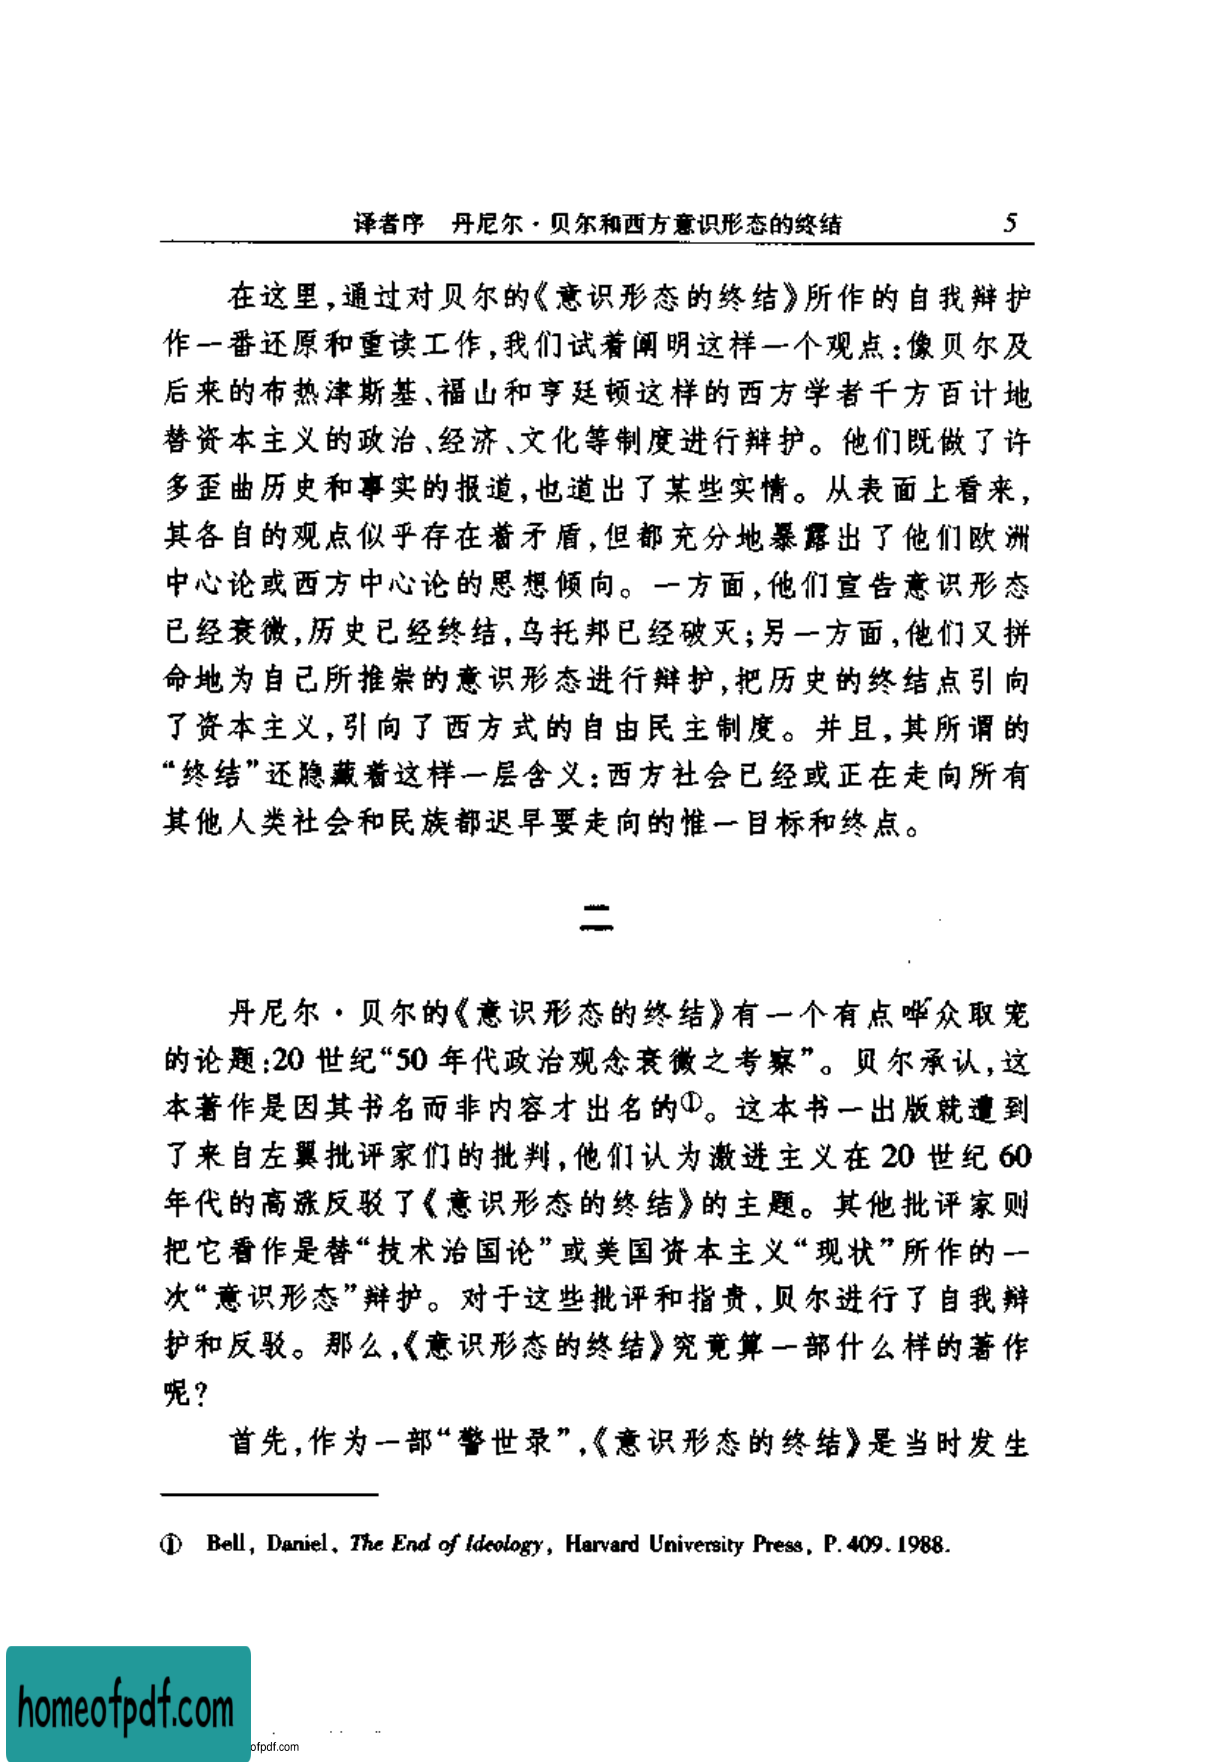 译者序 丹尼尔·贝尔和西方意识形态的终结 5
在这里,通过对贝尔的《意识形态的终结》所作的自我辩护
作一番还原和重读工作,我们试着阐明这样一个观点:像贝尔及
后来的布热津斯基、福山和亨廷顿这样的西方学者千方百计地
替资本主义的政治、经济、文化等制度进行辩护。他们既做了许
多歪曲历史和事实的报道,也道出了某些实情。从表面上看来,
其各自的观点似乎存在着矛盾,但都充分地暴露出了他们欧洲
中心论或西方中心论的思想倾向。一方面,他们宣告意识形态
已经衰微,历史已经终结,乌托邦已经破灭;另一方面,他们又拼
命地为自己所推崇的意识形态进行辩护,把历史的终结点引向
了资本主义,引向了西方式的自由民主制度。并且,其所谓的
“终结”还隐藏着这样一层含义:西方社会已经或正在走向所有
其他人类社会和民族都迟早要走向的惟一目标和终点。
二
丹尼尔·贝尔的《意识形态的终结》有一个有点哗众取宠
的论题:20 世纪“50 年代政治观念衰微之考察”。贝尔承认,这
本著作是因其书名而非内容才出名的①。这本书一出版就遭到
了来自左翼批评家们的批判,他们认为激进主义在 20 世纪 60
年代的高涨反驳了《意识形态的终结》的主题。其他批评家则
把它看作是替“技术治国论”或美国资本主义“现状”所作的一
次“意识形态”辩护。对于这些批评和指责,贝尔进行了自我辩
护和反驳。那么,《意识形态的终结》究竟算一部什么样的著作
呢?
首先,作为一部“警世录”,《意识形态的终结》是当时发生
① Bell, Daniel, The End of Ideology, Harvard University Press, P.409.1988.
homeofpdf.com
ofpdf.com